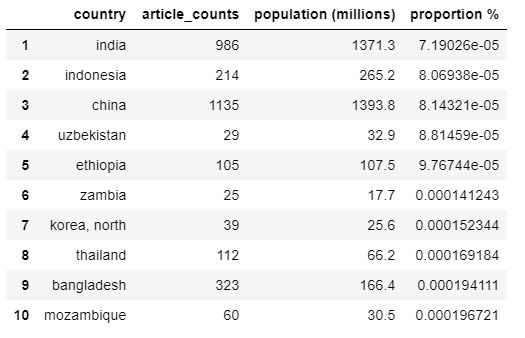 country article_counts population (millions) proportion %
1 india 986 1371.3 7.19026e-05
2 indonesia 214 265.2 8.06938e-05
3 china 1135 1393.8 8.14321e-05
4 uzbekistan 29 32.9 8.81459e-05
5 ethiopia 105 107.5 9.76744e-05
6 zambia 25 17.7 0.000141243
7 korea, north 39 25.6 0.000152344
8 thailand 112 66.2 0.000169184
9 bangladesh 323 166.4 0.000194111
10 mozambique 60 30.5 0.000196721